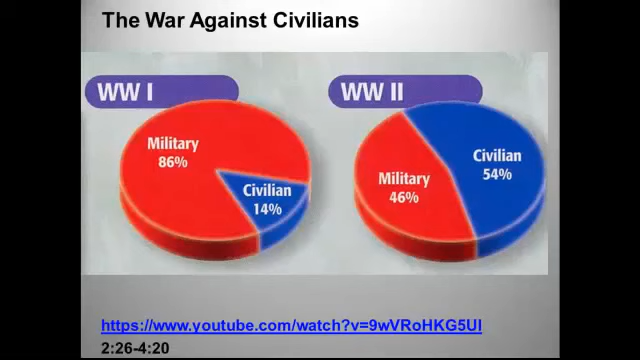 The War Against Civilians
WW I
Military
86%
Civilian
14%
WW II
Military
46%
Civilian
54%
https://www.youtube.com/watch?v=9wVRoHKG5UI
2:26-4:20